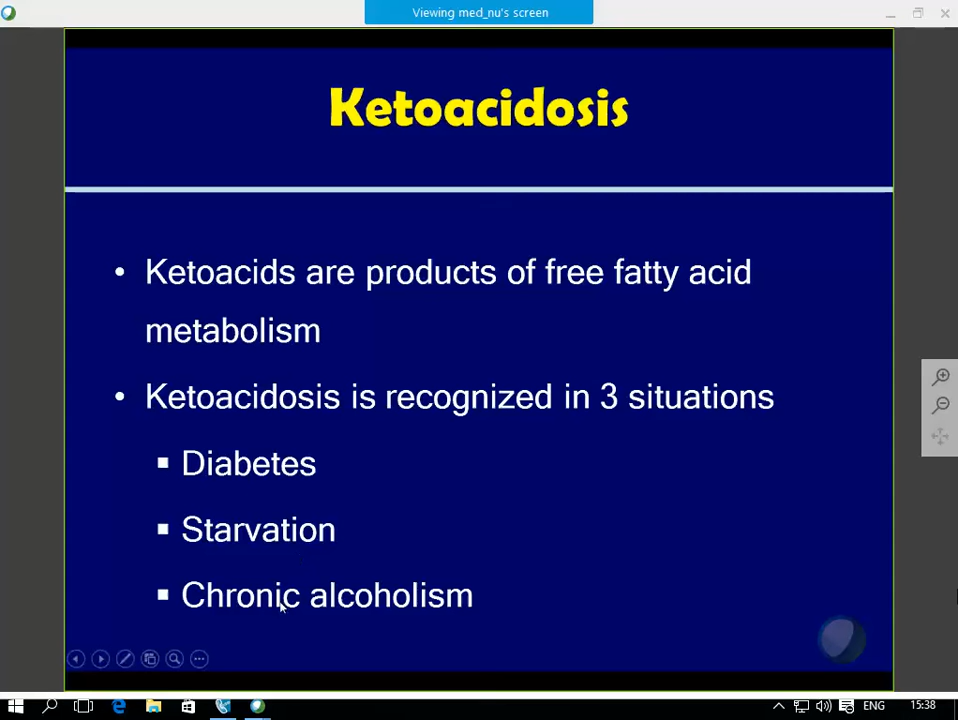 Viewing med_nu's screen
Ketoacidosis
• Ketoacids are products of free fatty acid
metabolism
• Ketoacidosis is recognized in 3 situations
▪ Diabetes
▪ Starvation
▪ Chronic alcoholism
ENG
15:38